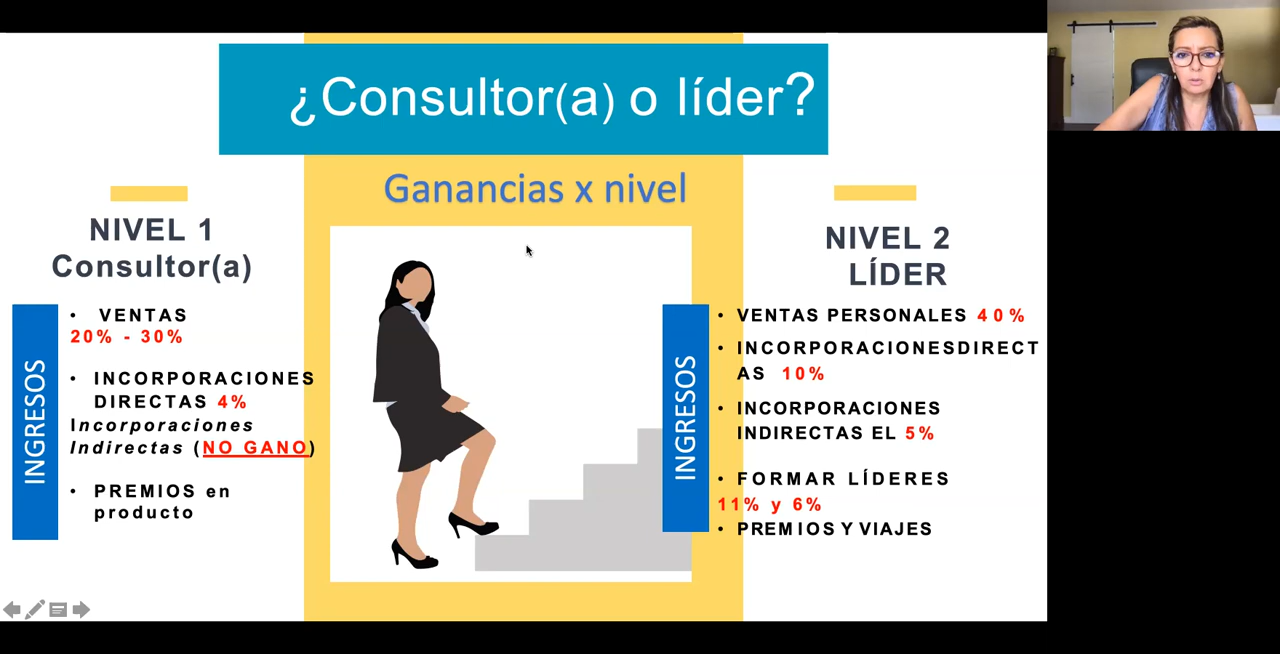 ¿Consultor(a) o líder?
Ganancias x nivel
NIVEL 1
Consultor(a)
INGRESOS
• VENTAS
20% - 30%
• INCORPORACIONES
DIRECTAS 4%
Incorporaciones
Indirectas (NO GANO)
• PREMIOS en
producto
NIVEL 2
LÍDER
INGRESOS
• VENTAS PERSONALES 40%
• INCORPORACIONESDIRECT
AS 10%
• INCORPORACIONES
INDIRECTAS EL 5%
• FORMAR LÍDERES
11% y 6%
• PREMIOS Y VIAJES